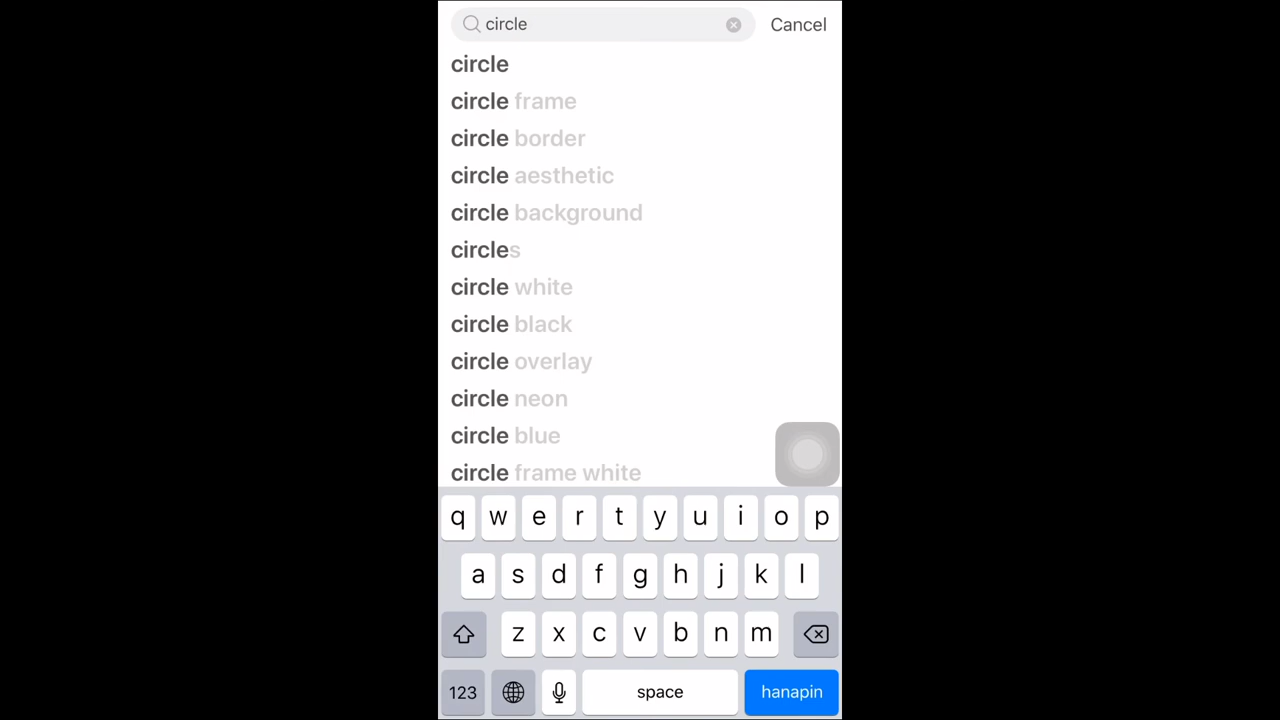 circle
Cancel
circle
circle frame
circle border
circle aesthetic
circle background
circles
circle white
circle black
circle overlay
circle neon
circle blue
circle frame white
q w e r t y u i o p
a s d f g h j k l
z x c v b n m
123 space hanapin